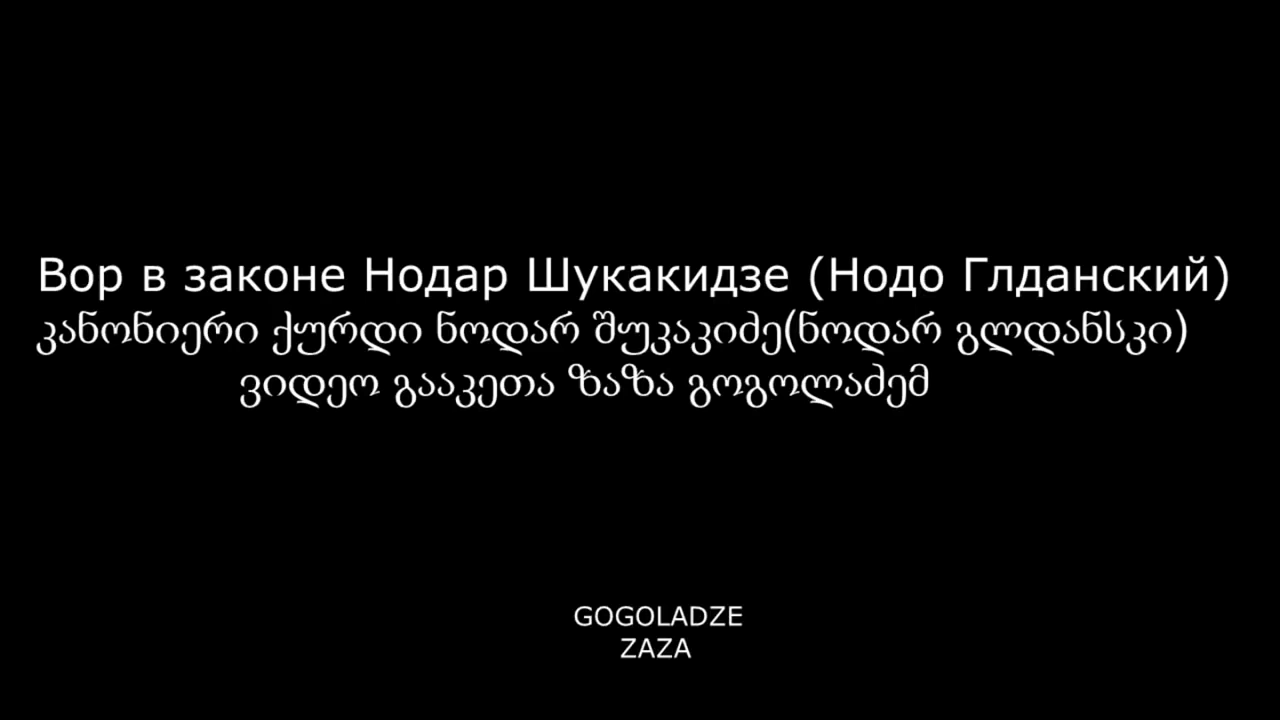 Вор в законе Нодар Шукакидзе (Нодо Глданский)
კანონიერი ქურდი ნოდარ შუკაკიძე(ნოდარ გლდანსკი)
ვიდეო გააკეთა ზაზა გოგოლაძემ
GOGOLADZE
ZAZA